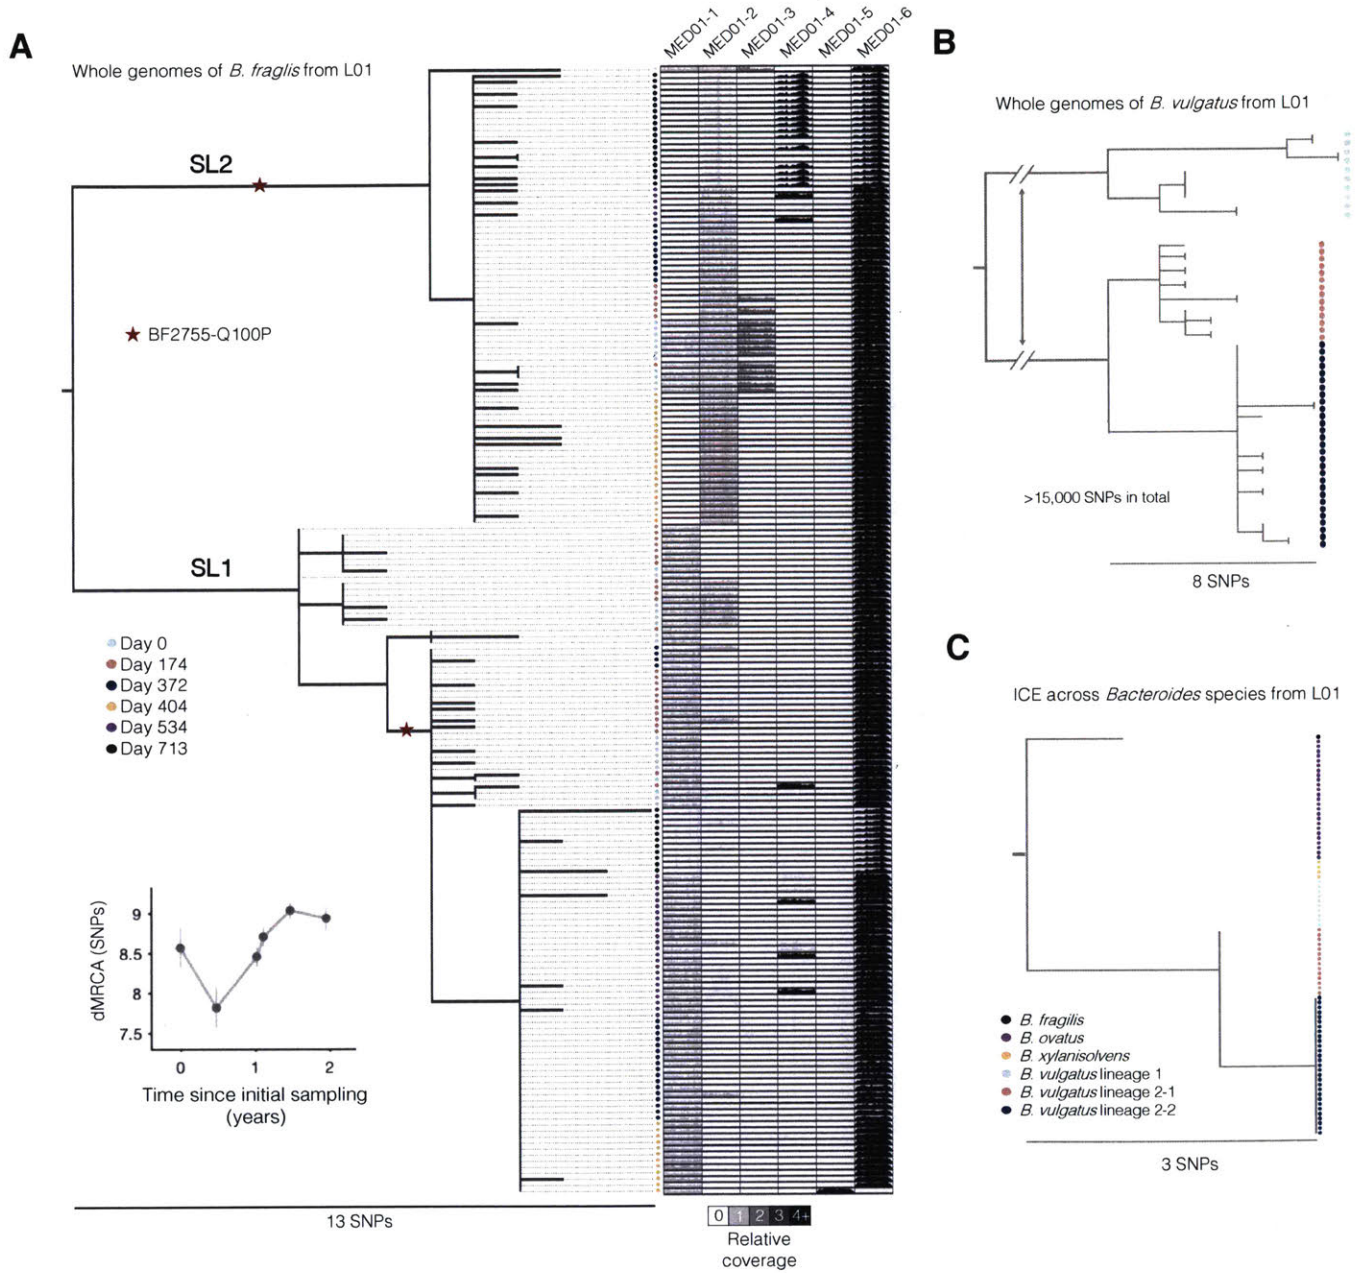 A
Whole genomes of B. fraglis from L01
MED01-1
MED01-2
MED01-3
MED01-4
MED01-5
MED01-6
SL2
BF2755-Q100P
SL1
Day 0
Day 174
Day 372
Day 404
Day 534
Day 713
dMRCA (SNPs)
9
8.5
8
7.5
0 1 2
Time since initial sampling
(years)
13 SNPs
0 1 2 3 4+
Relative
coverage
B
Whole genomes of B. vulgatus from L01
>15,000 SNPs in total
8 SNPs
C
ICE across Bacteroides species from L01
B. fragilis
B. ovatus
B. xylanisolvens
B. vulgatus lineage 1
B. vulgatus lineage 2-1
B. vulgatus lineage 2-2
3 SNPs